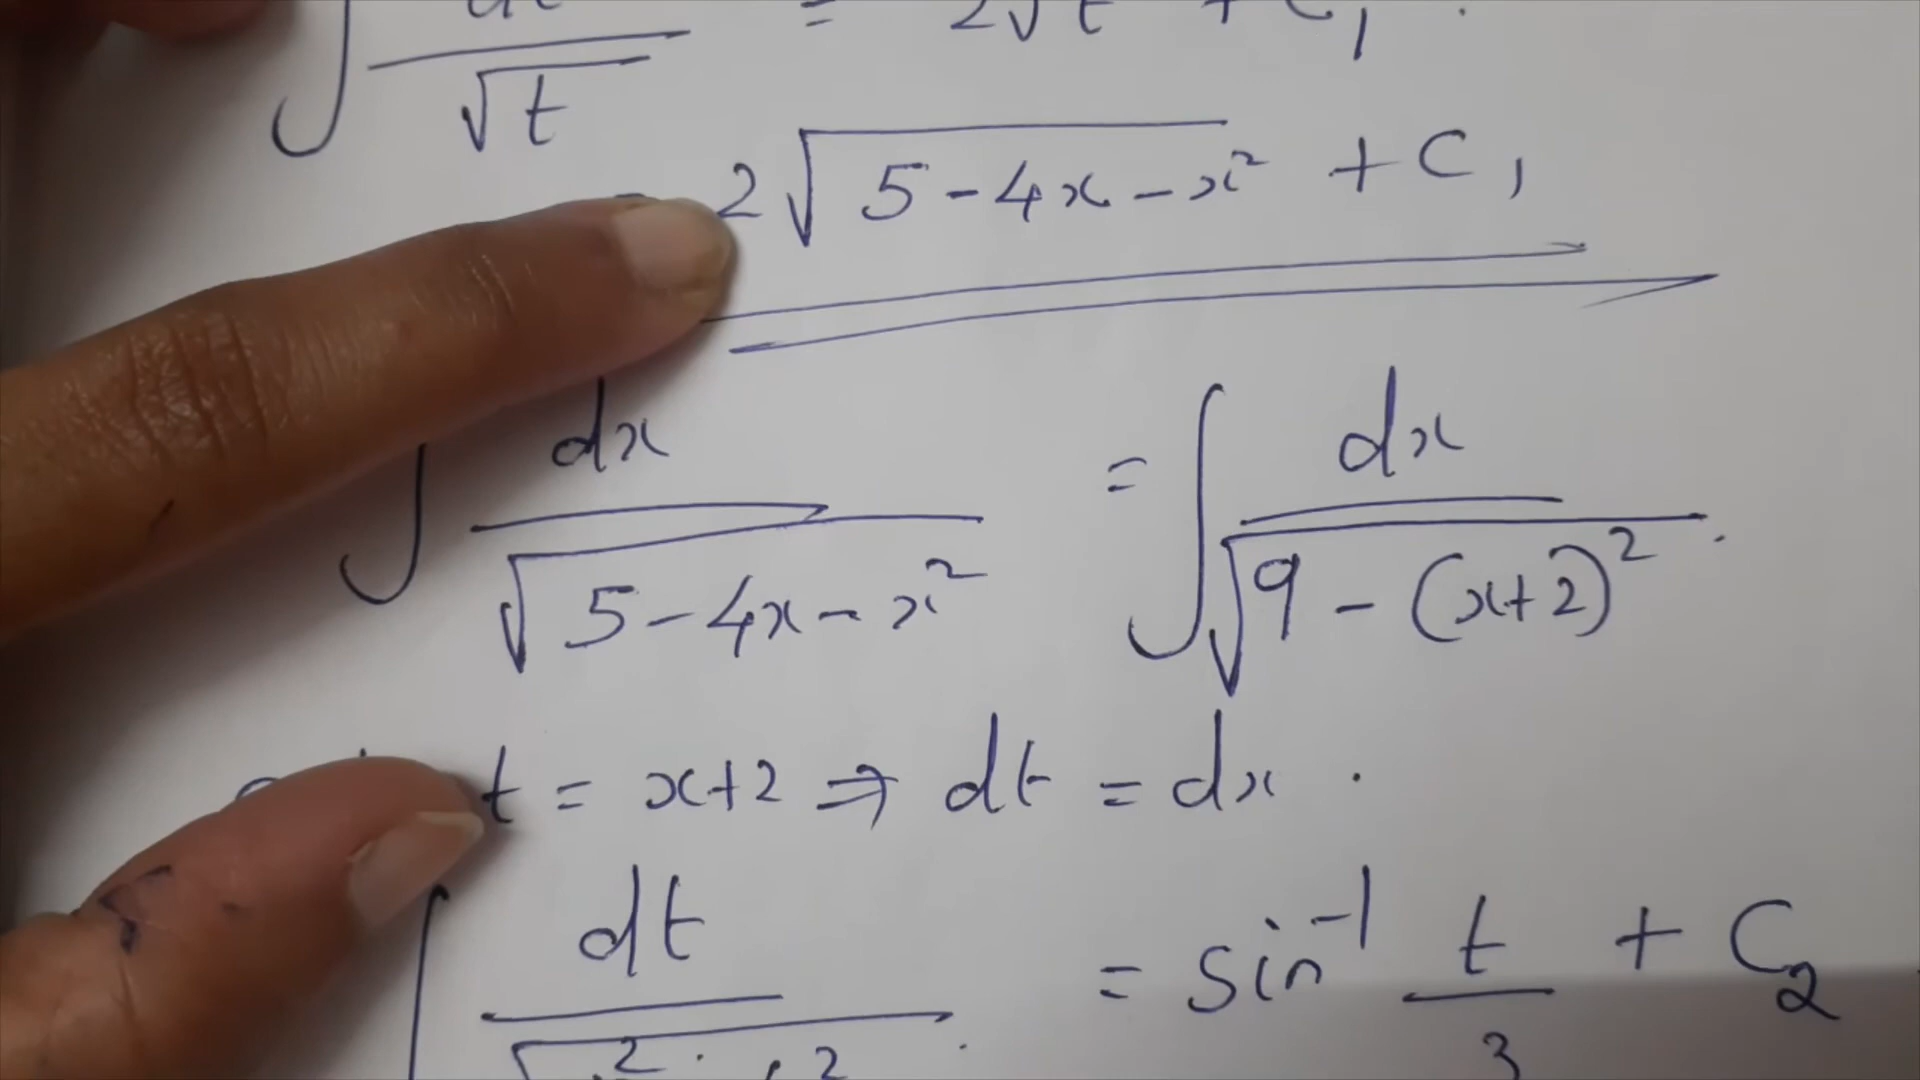 ∫ dt/√t = 2√t + C₁.
2√(5-4x-x²) + C₁
∫ dx/√(5-4x-x²) = ∫ dx/√(9-(x+2)²).
t = x+2 ⇒ dt = dx.
∫ dt/ = sin⁻¹ t/3 + C₂